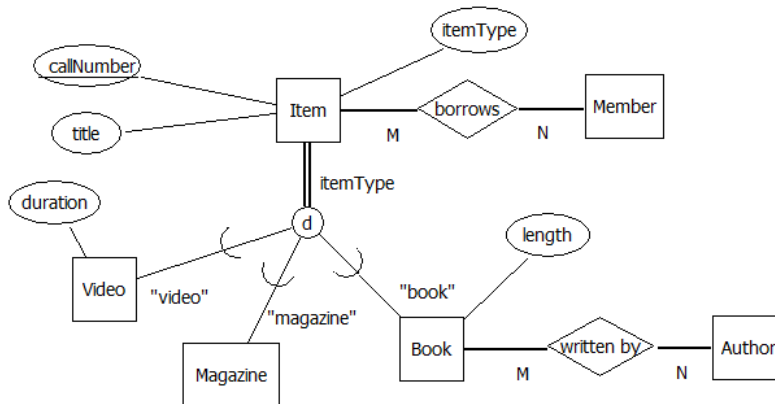 itemType
callNumber
Item
borrows
Member
M
N
title
itemType
duration
d
length
Video
"video"
"magazine"
"book"
Book
written by
Author
M
N
Magazine